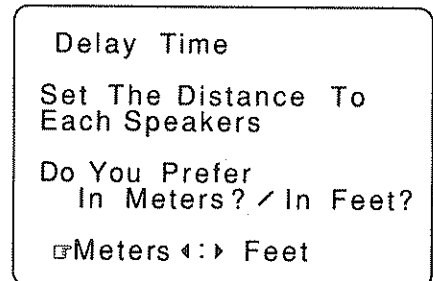 Delay Time
Set The Distance To
Each Speakers
Do You Prefer
In Meters? / In Feet?
☞Meters ◂:▸ Feet